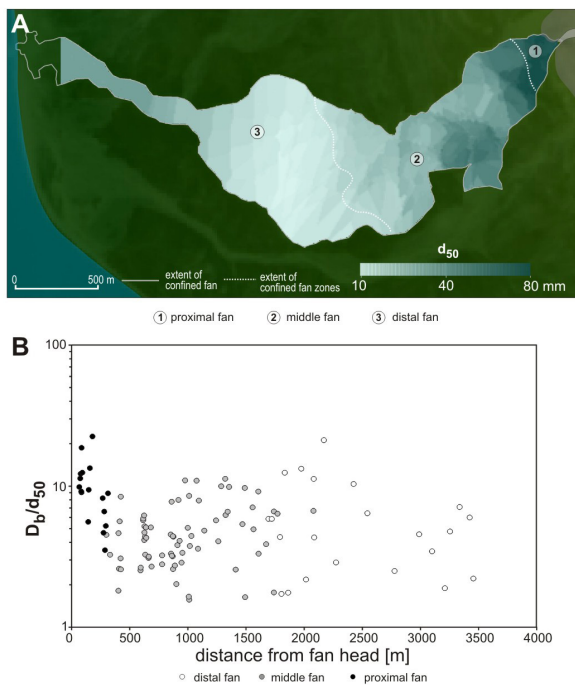 A
1
3
2
d50
0 500 m
extent of confined fan
extent of confined fan zones
10 40 80 mm
1 proximal fan 2 middle fan 3 distal fan
B
100
10
1
Db/d50
0 500 1000 1500 2000 2500 3000 3500 4000
distance from fan head [m]
distal fan middle fan proximal fan